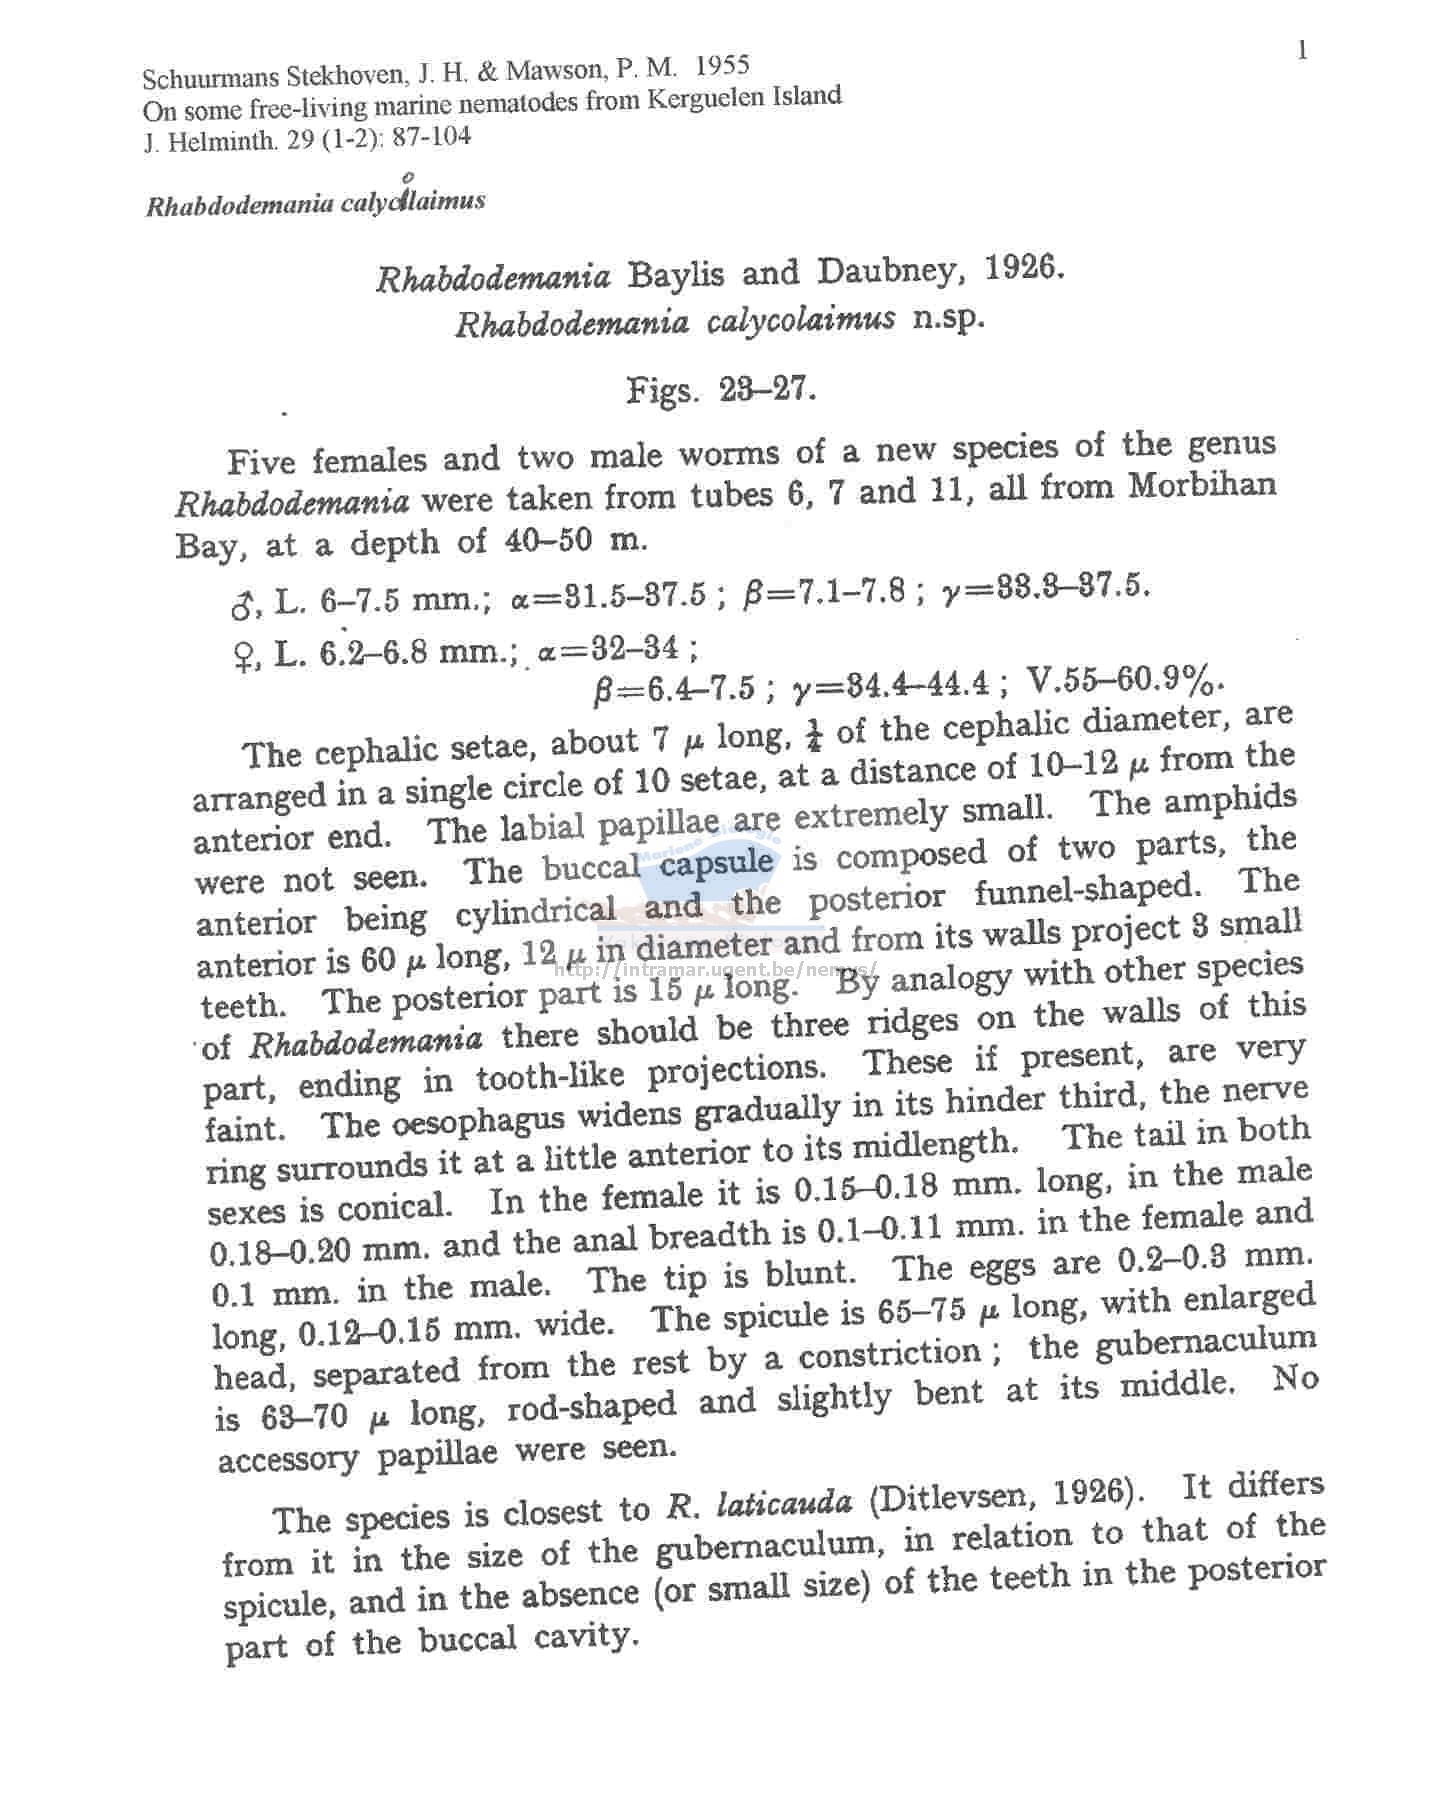 1
Schuurmans Stekhoven, J. H. & Mawson, P. M. 1955
On some free-living marine nematodes from Kerguelen Island
J. Helminth. 29 (1-2): 87-104
o
Rhabdodemania calyclaimus
Rhabdodemania Baylis and Daubney, 1926.
Rhabdodemania calycolaimus n.sp.
Figs. 23–27.
Five females and two male worms of a new species of the genus
Rhabdodemania were taken from tubes 6, 7 and 11, all from Morbihan
Bay, at a depth of 40–50 m.
♂, L. 6–7.5 mm.; α=31.5–37.5 ; β=7.1–7.8 ; γ=33.3–37.5.
♀, L. 6.2–6.8 mm.; α=32–34 ;
β=6.4–7.5 ; γ=34.4–44.4 ; V.55–60.9%.
The cephalic setae, about 7 μ long, ¼ of the cephalic diameter, are
arranged in a single circle of 10 setae, at a distance of 10–12 μ from the
anterior end. The labial papillae are extremely small. The amphids
were not seen. The buccal capsule is composed of two parts, the
anterior being cylindrical and the posterior funnel-shaped. The
anterior is 60 μ long, 12 μ in diameter and from its walls project 3 small
teeth. The posterior part is 15 μ long. By analogy with other species
of Rhabdodemania there should be three ridges on the walls of this
part, ending in tooth-like projections. These if present, are very
faint. The oesophagus widens gradually in its hinder third, the nerve
ring surrounds it at a little anterior to its midlength. The tail in both
sexes is conical. In the female it is 0.15–0.18 mm. long, in the male
0.18–0.20 mm. and the anal breadth is 0.1–0.11 mm. in the female and
0.1 mm. in the male. The tip is blunt. The eggs are 0.2–0.3 mm.
long, 0.12–0.15 mm. wide. The spicule is 65–75 μ long, with enlarged
head, separated from the rest by a constriction ; the gubernaculum
is 63–70 μ long, rod-shaped and slightly bent at its middle. No
accessory papillae were seen.
The species is closest to R. laticauda (Ditlevsen, 1926). It differs
from it in the size of the gubernaculum, in relation to that of the
spicule, and in the absence (or small size) of the teeth in the posterior
part of the buccal cavity.
Mariene Biologie
http://intramar.ugent.be/nemys/